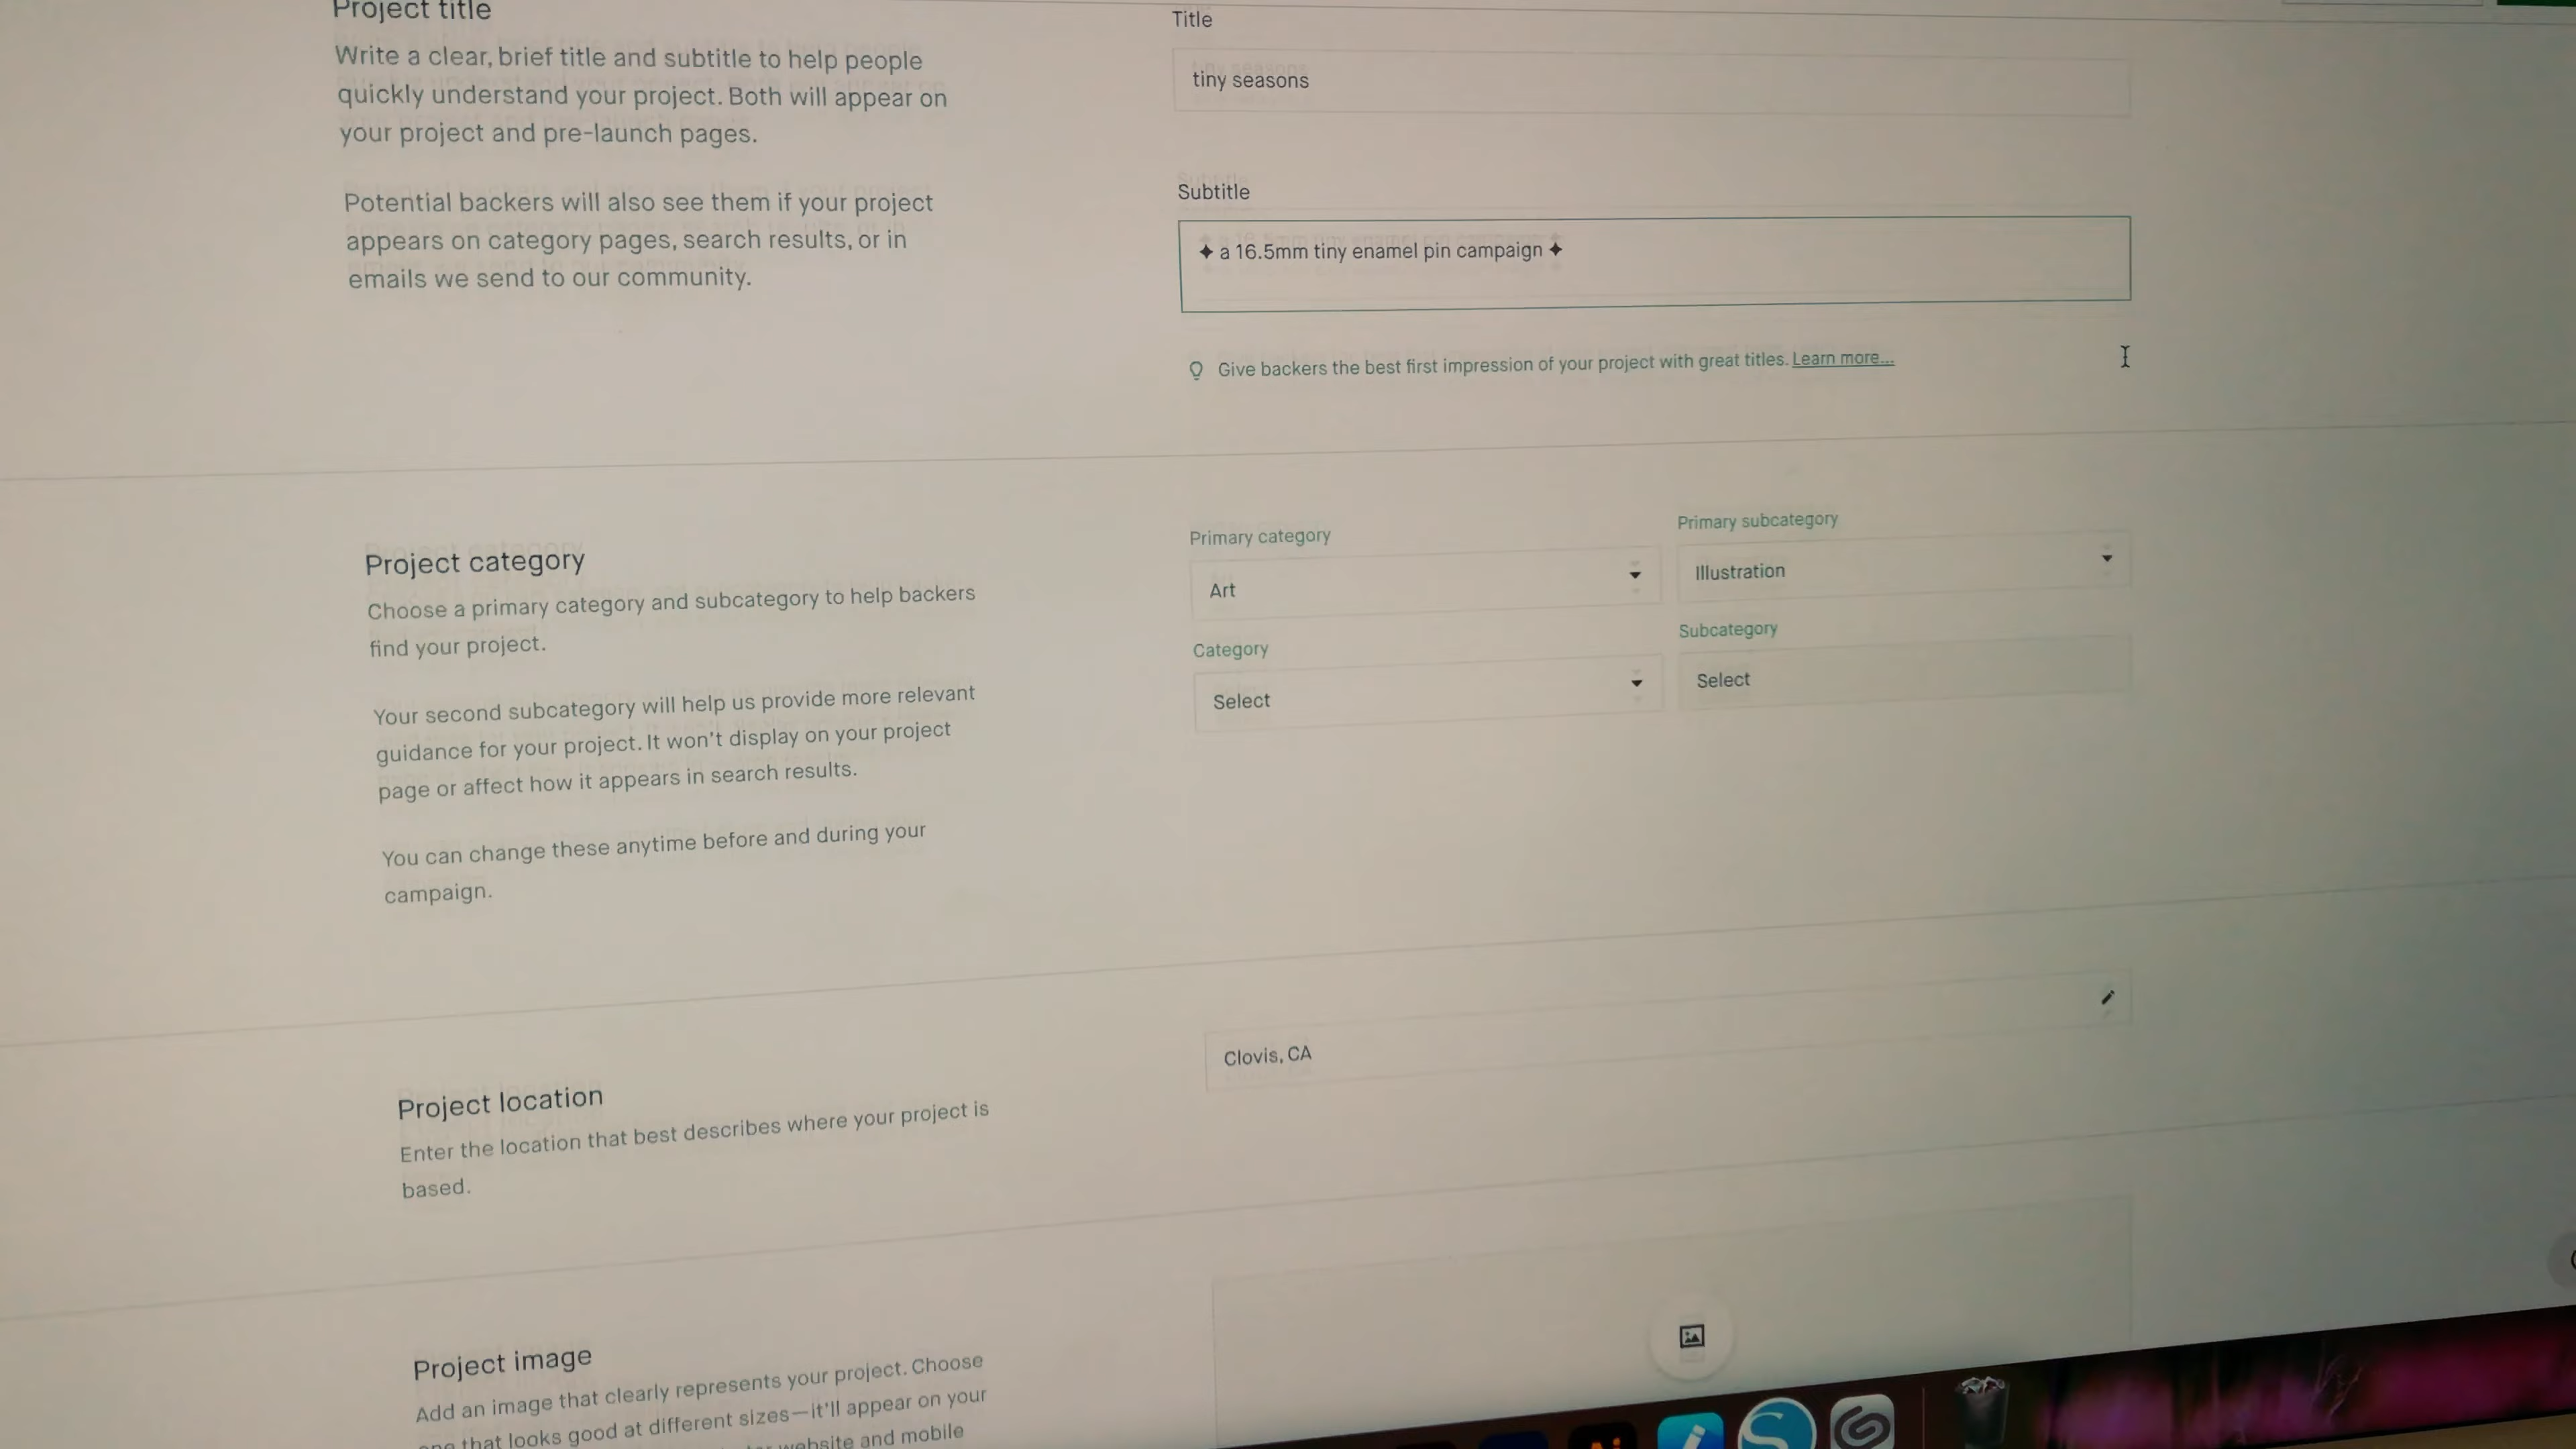 Project title
Write a clear, brief title and subtitle to help people
quickly understand your project. Both will appear on
your project and pre-launch pages.
Potential backers will also see them if your project
appears on category pages, search results, or in
emails we send to our community.
Title
tiny seasons
Subtitle
✦ a 16.5mm tiny enamel pin campaign ✦
Give backers the best first impression of your project with great titles. Learn more...
Project category
Choose a primary category and subcategory to help backers
find your project.
Your second subcategory will help us provide more relevant
guidance for your project. It won't display on your project
page or affect how it appears in search results.
You can change these anytime before and during your
campaign.
Primary category
Art
Primary subcategory
Illustration
Category
Select
Subcategory
Select
Project location
Enter the location that best describes where your project is
based.
Clovis, CA
Project image
Add an image that clearly represents your project. Choose
one that looks good at different sizes—it'll appear on your
website and mobile
Ai